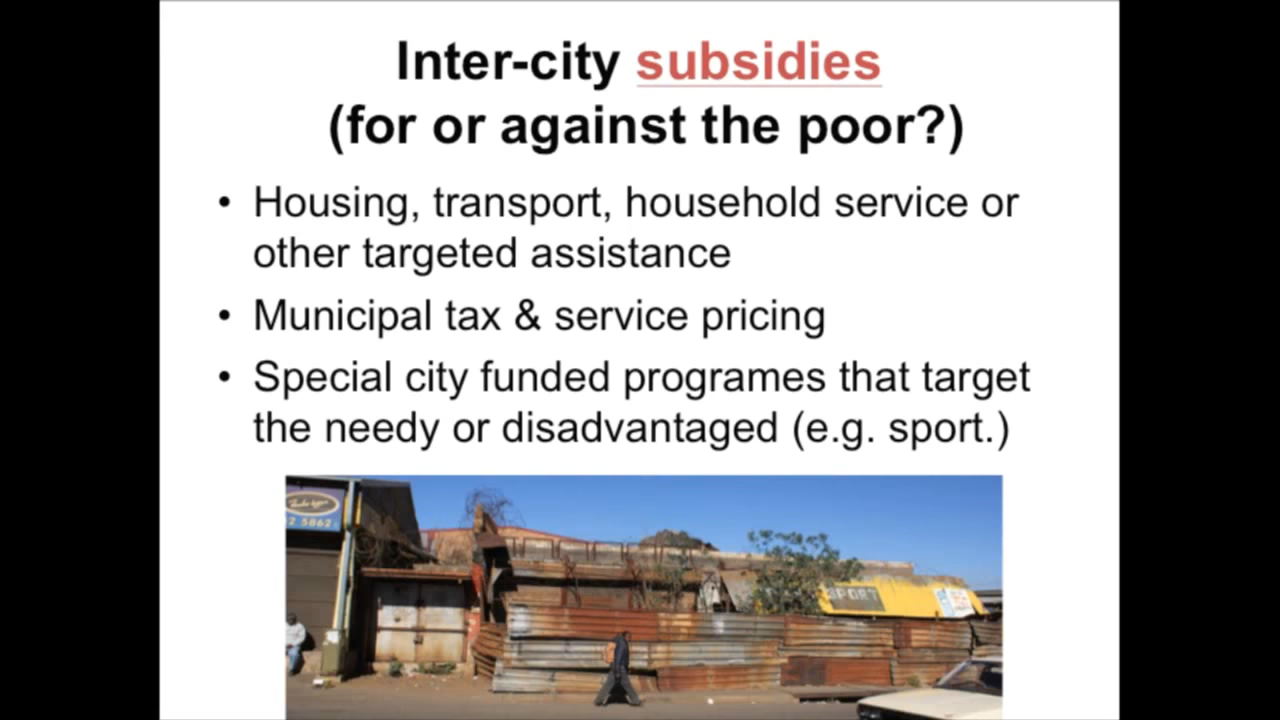 Inter-city subsidies
(for or against the poor?)
• Housing, transport, household service or
other targeted assistance
• Municipal tax & service pricing
• Special city funded programes that target
the needy or disadvantaged (e.g. sport.)
2 5862
SPORT